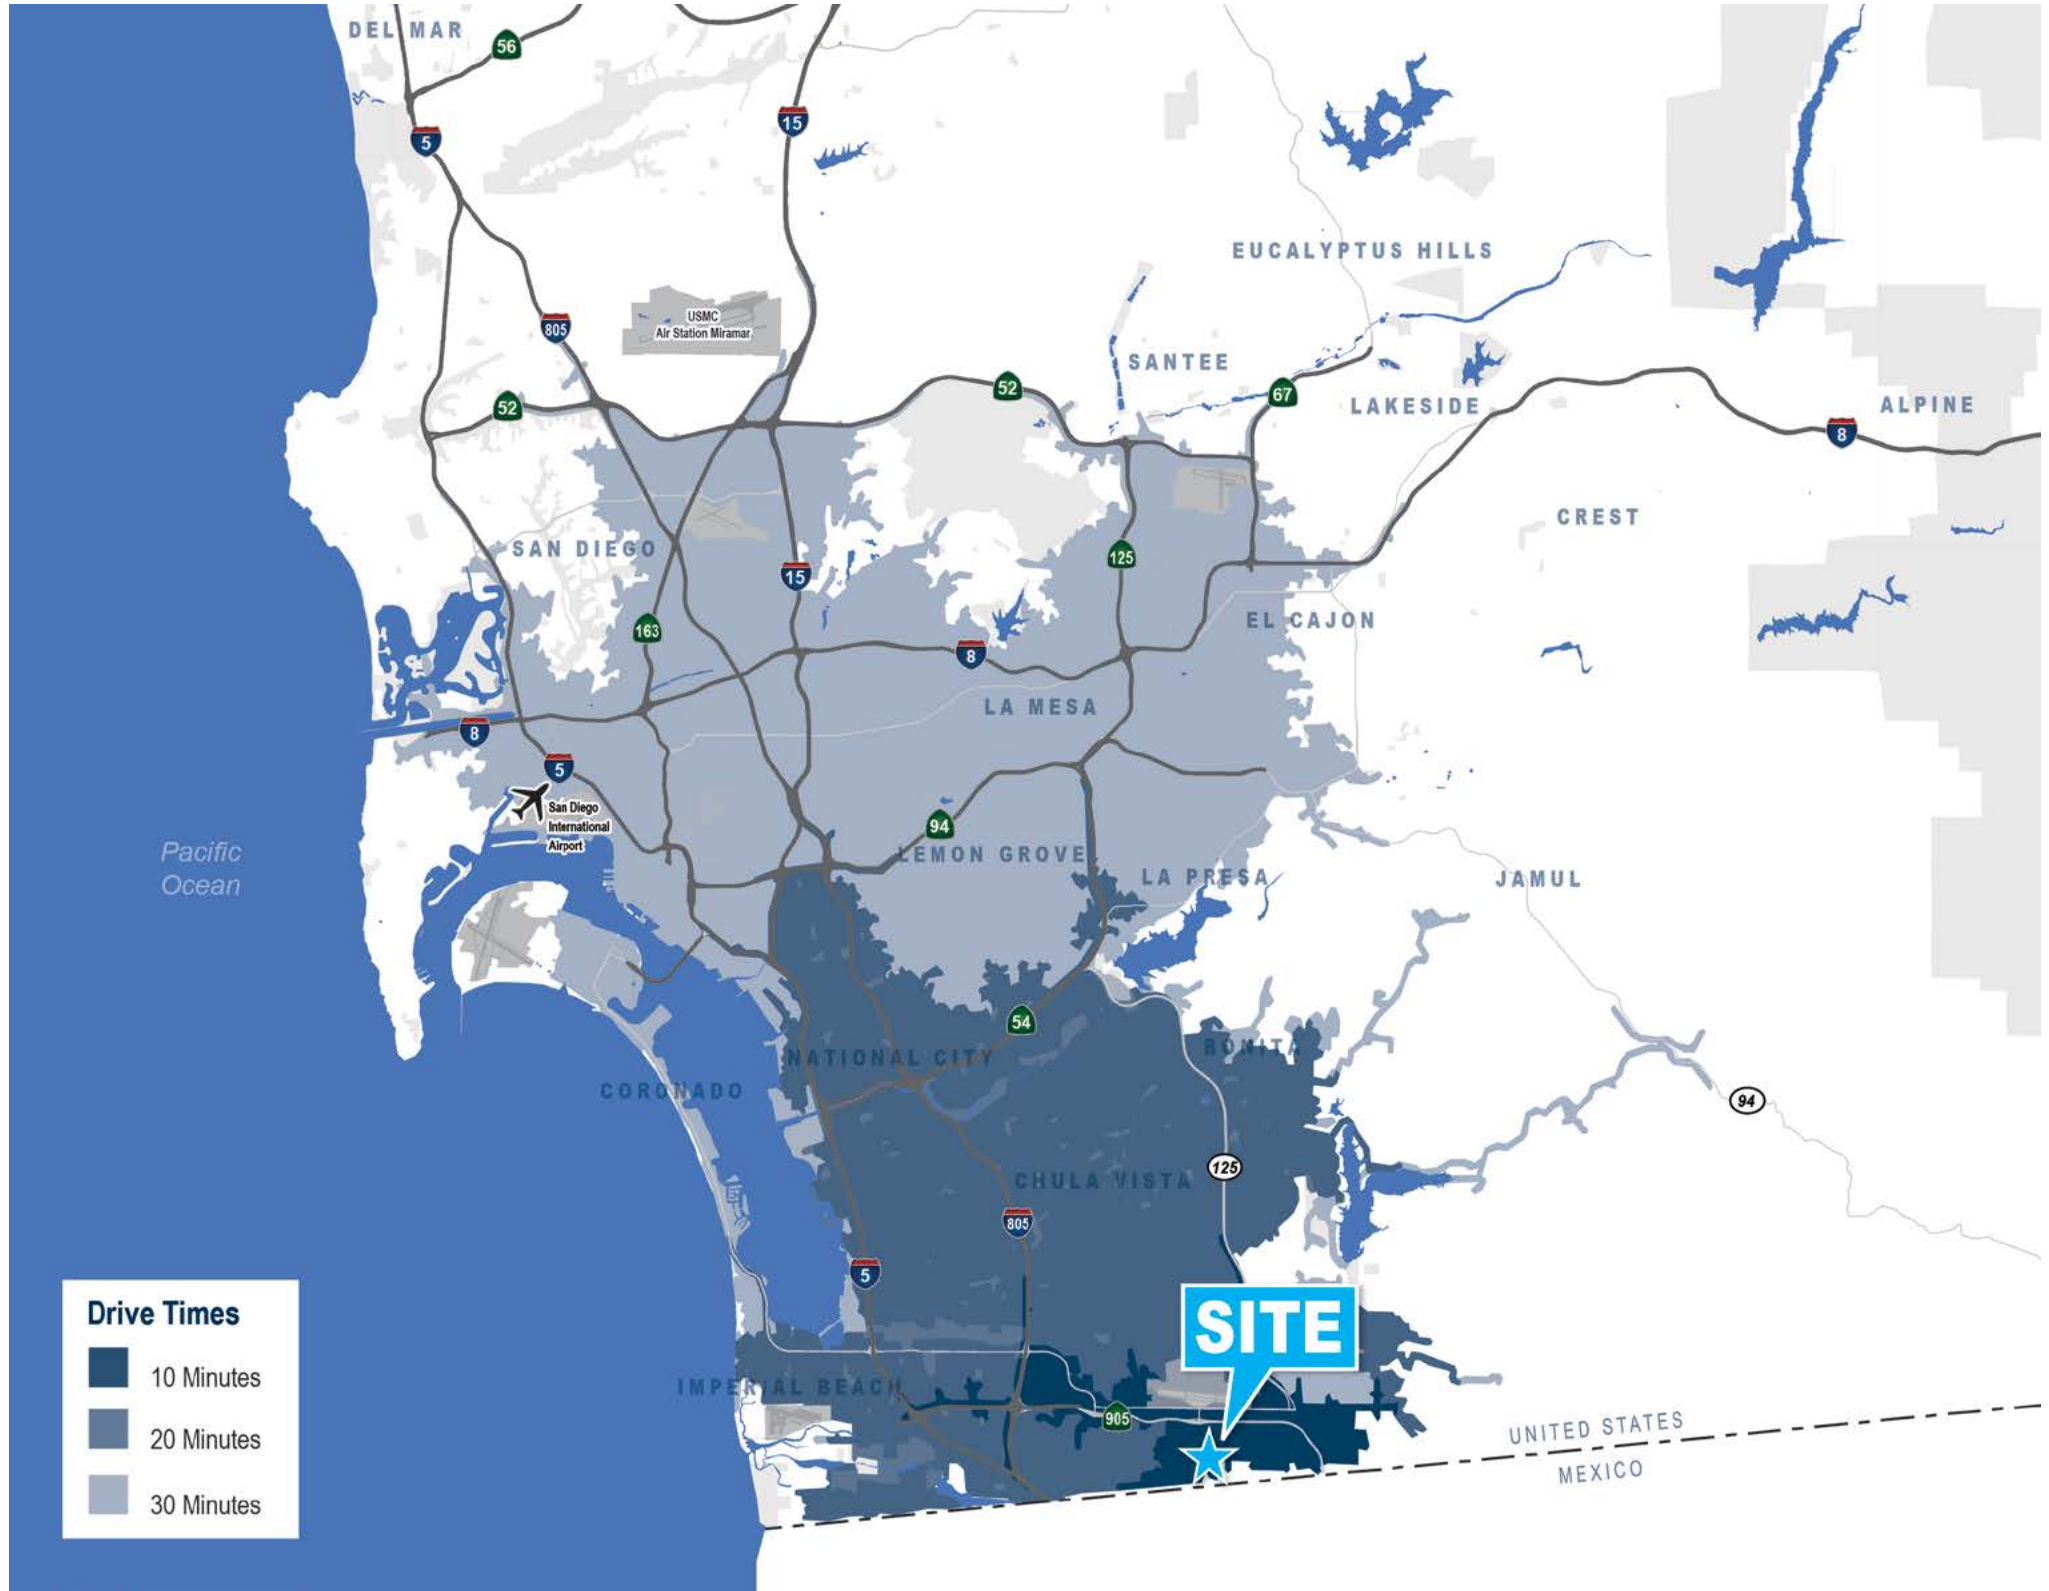 DEL MAR
56
5
15
805
USMC
Air Station Miramar
EUCALYPTUS HILLS
SANTEE
52
52
67
LAKESIDE
ALPINE
8
CREST
SAN DIEGO
125
15
163
EL CAJON
8
LA MESA
8
5
San Diego
International
Airport
94
LEMON GROVE
LA PRESA
JAMUL
Pacific
Ocean
54
NATIONAL CITY
BONITA
CORONADO
94
125
CHULA VISTA
805
5
SITE
IMPERIAL BEACH
905
UNITED STATES
MEXICO
Drive Times
10 Minutes
20 Minutes
30 Minutes